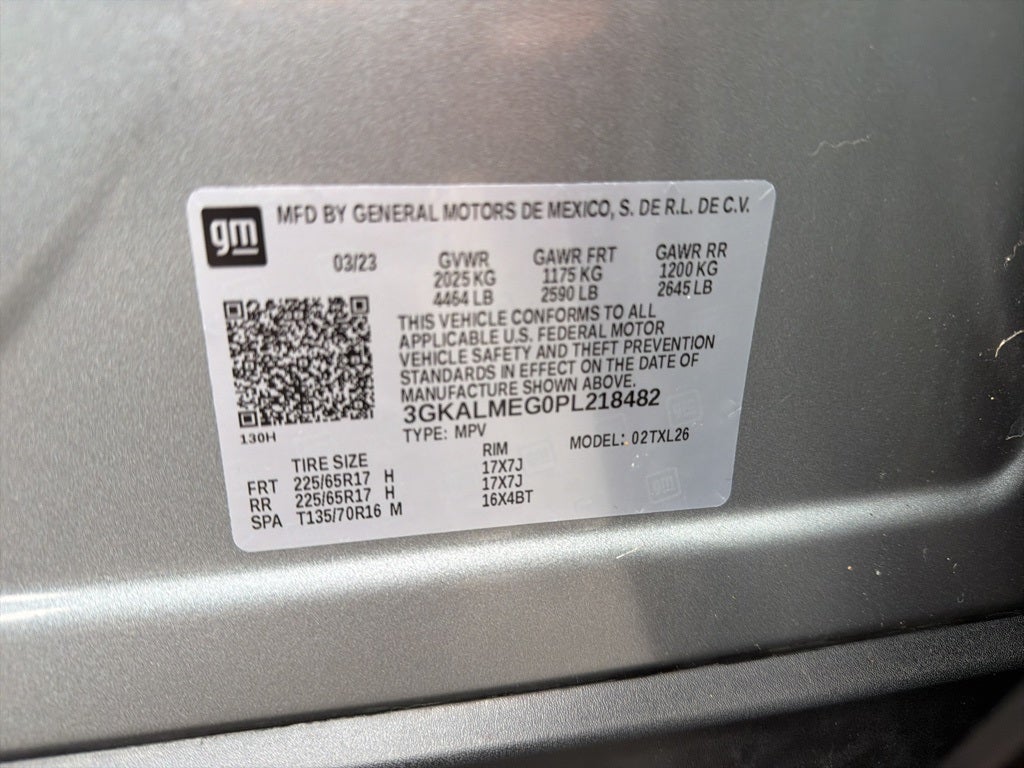 gm
MFD BY GENERAL MOTORS DE MEXICO, S. DE R.L. DE C.V.
03/23 GVWR GAWR FRT GAWR RR
2025 KG 1175 KG 1200 KG
4464 LB 2590 LB 2645 LB
THIS VEHICLE CONFORMS TO ALL
APPLICABLE U.S. FEDERAL MOTOR
VEHICLE SAFETY AND THEFT PREVENTION
STANDARDS IN EFFECT ON THE DATE OF
MANUFACTURE SHOWN ABOVE.
3GKALMEG0PL218482
130H
TYPE: MPV MODEL: 02TXL26
TIRE SIZE RIM
FRT 225/65R17 H 17X7J
RR 225/65R17 H 17X7J
SPA T135/70R16 M 16X4BT
gm